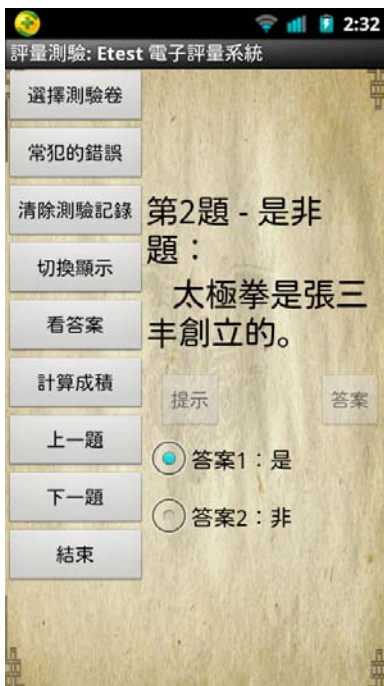 2:32
評量測驗: Etest 電子評量系統
選擇測驗卷
常犯的錯誤
清除測驗記錄
切換顯示
看答案
計算成積
上一題
下一題
結束
第2題 - 是非
題：
太極拳是張三
丰創立的。
提示
答案
答案1：是
答案2：非